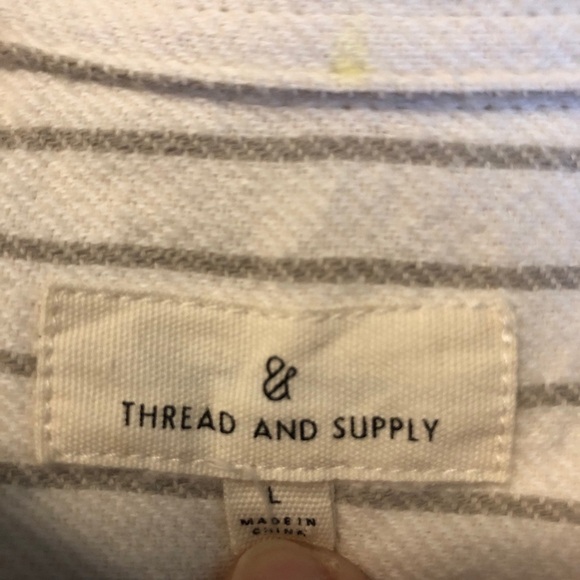 &
THREAD AND SUPPLY
L
MADE IN
CHINA